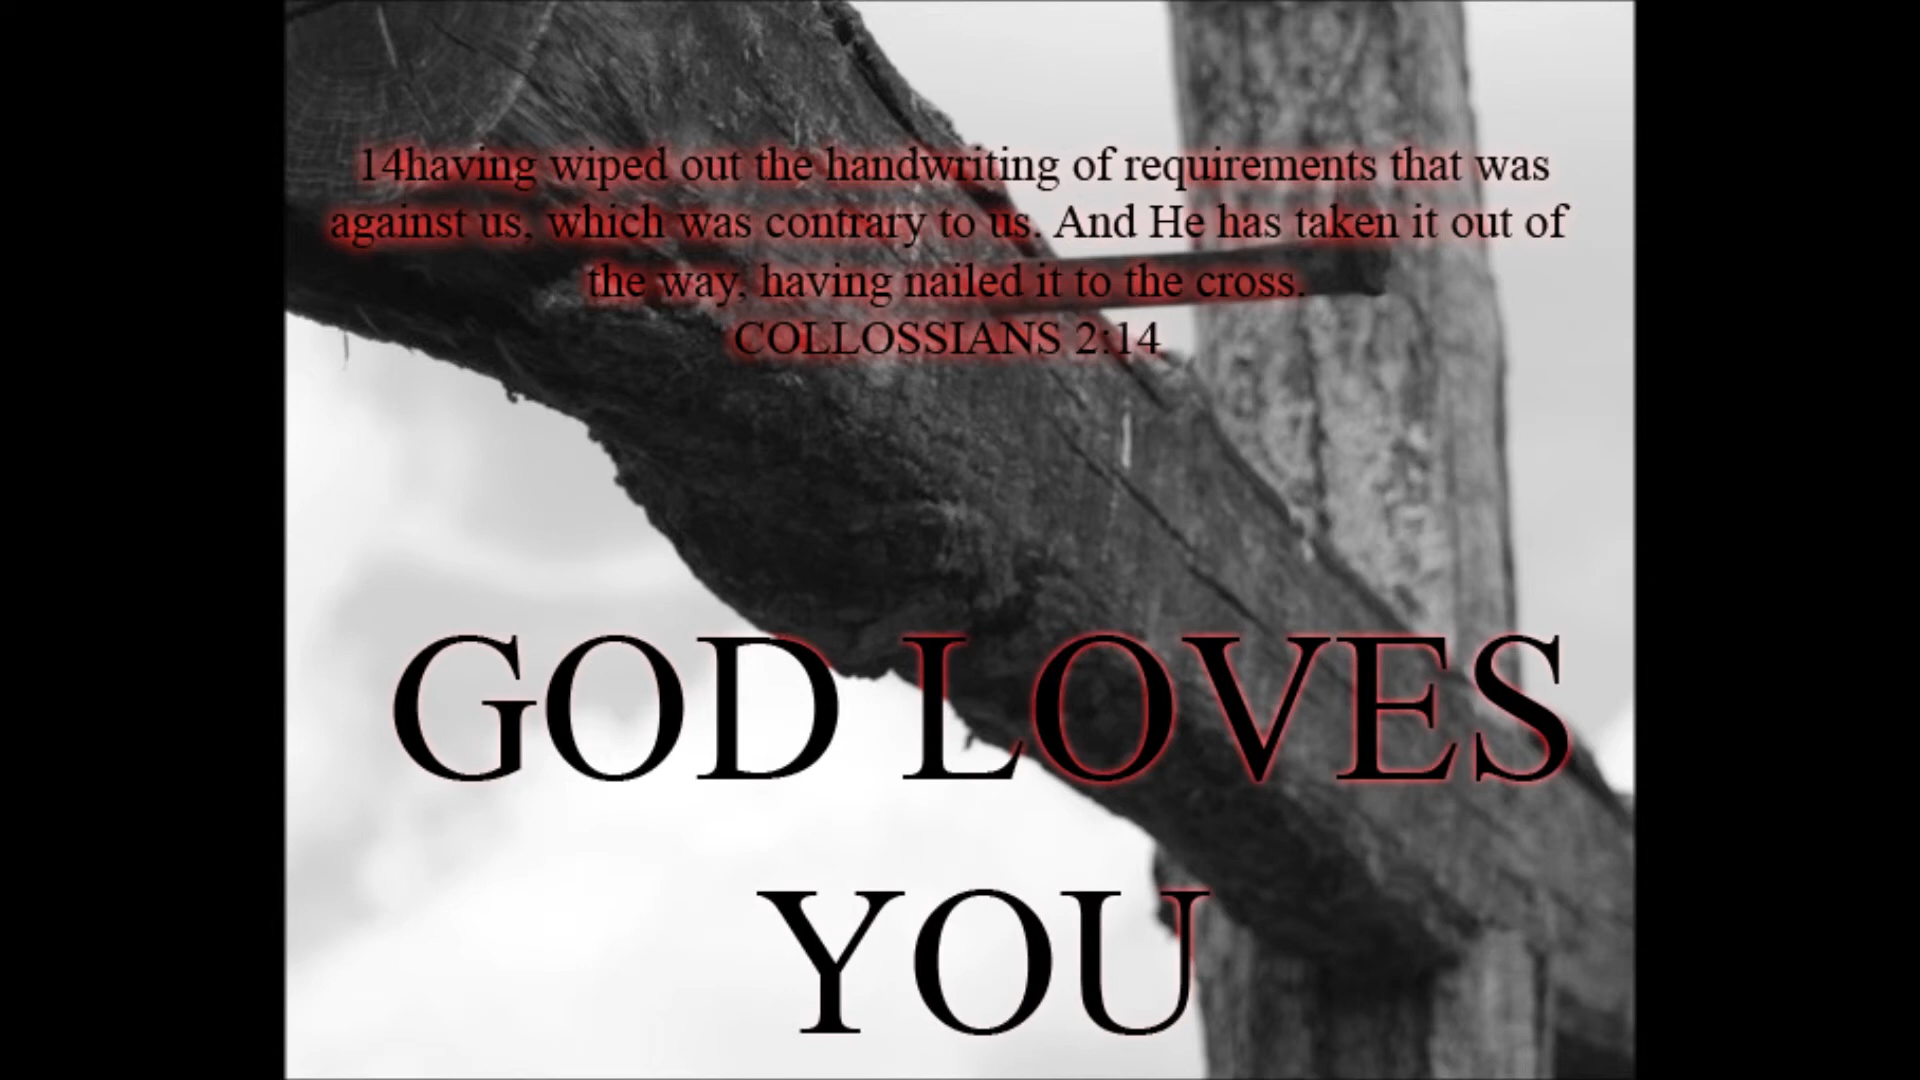 14having wiped out the handwriting of requirements that was
against us, which was contrary to us. And He has taken it out of
the way, having nailed it to the cross.
COLLOSSIANS 2:14
GOD LOVES
YOU